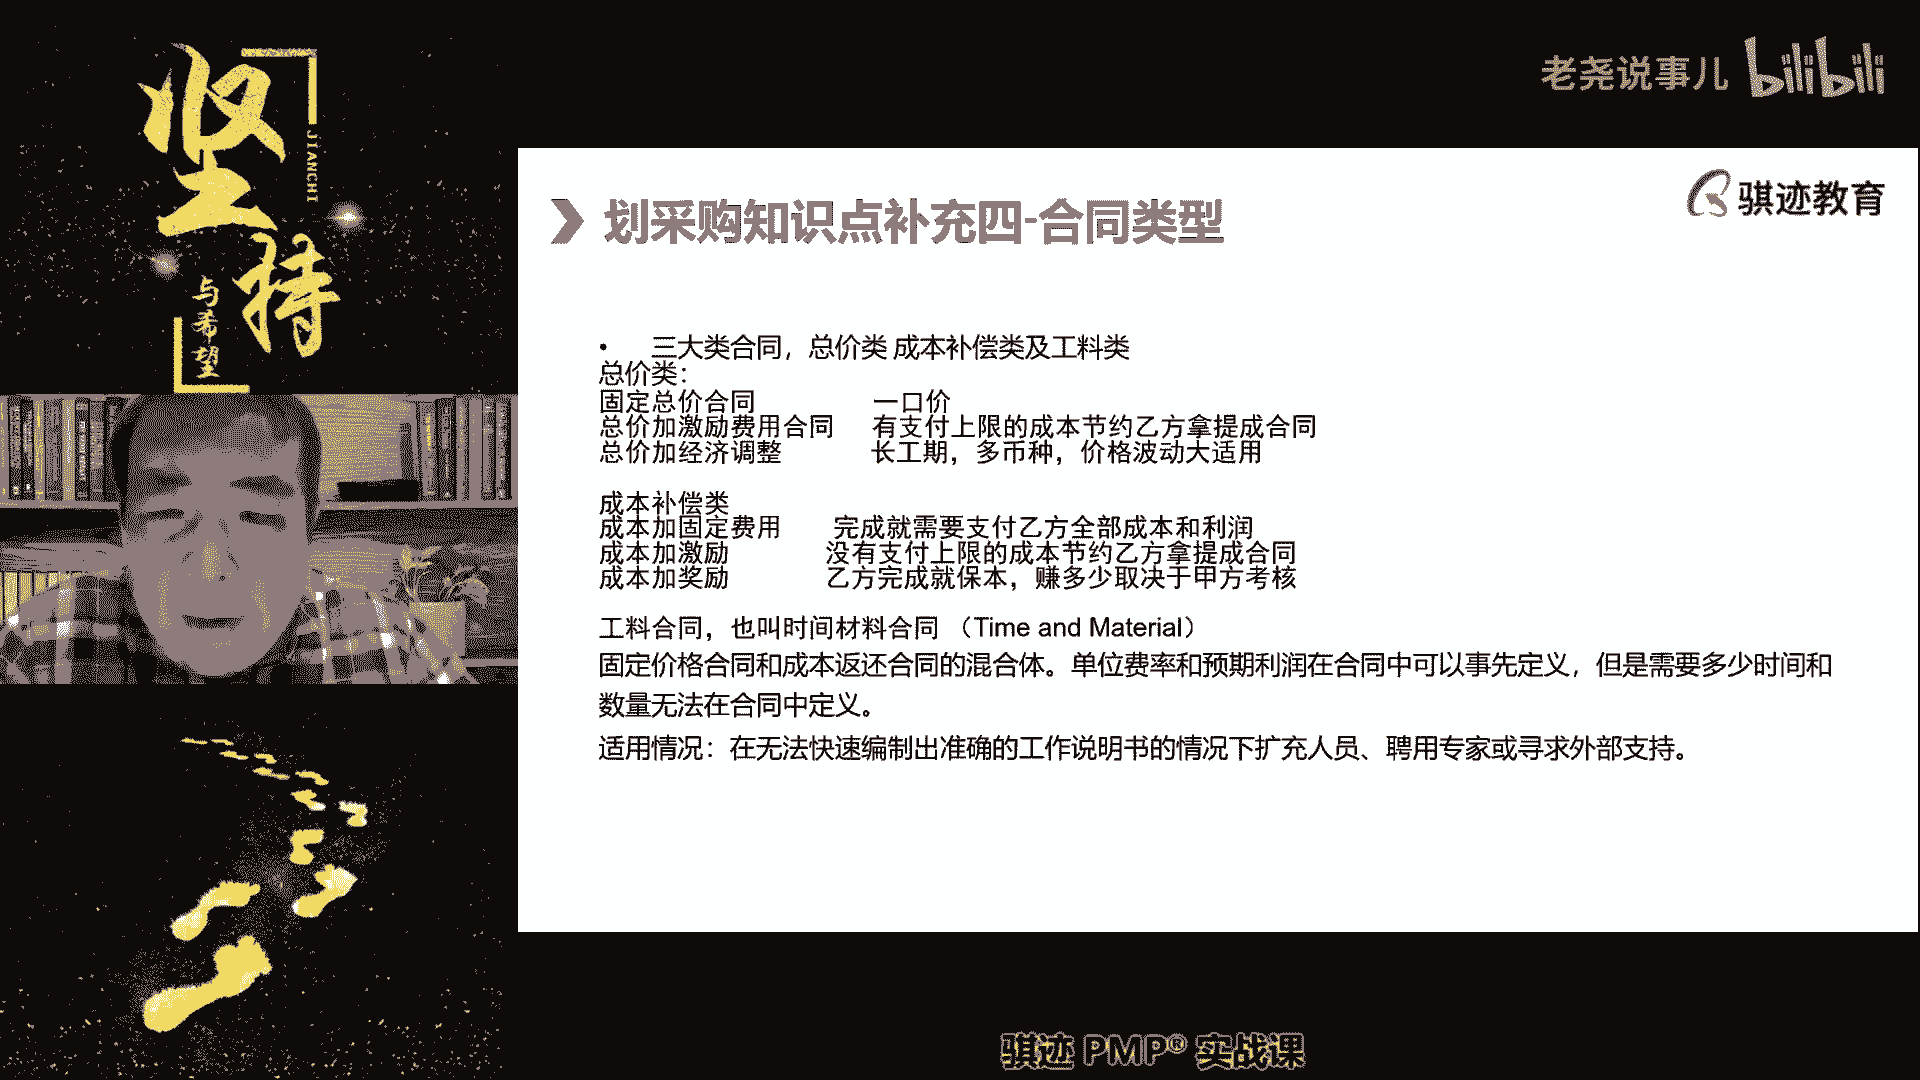 坚持
JIANCHI
与希望
老尧说事儿 bilibili
骐迹教育
划采购知识点补充四-合同类型
• 三大类合同，总价类 成本补偿类及工料类
总价类：
固定总价合同 一口价
总价加激励费用合同 有支付上限的成本节约乙方拿提成合同
总价加经济调整 长工期，多币种，价格波动大适用
成本补偿类
成本加固定费用 完成就需要支付乙方全部成本和利润
成本加激励 没有支付上限的成本节约乙方拿提成合同
成本加奖励 乙方完成就保本，赚多少取决于甲方考核
工料合同，也叫时间材料合同 （Time and Material）
固定价格合同和成本返还合同的混合体。单位费率和预期利润在合同中可以事先定义，但是需要多少时间和
数量无法在合同中定义。
适用情况：在无法快速编制出准确的工作说明书的情况下扩充人员、聘用专家或寻求外部支持。
骐迹 PMP® 实战课